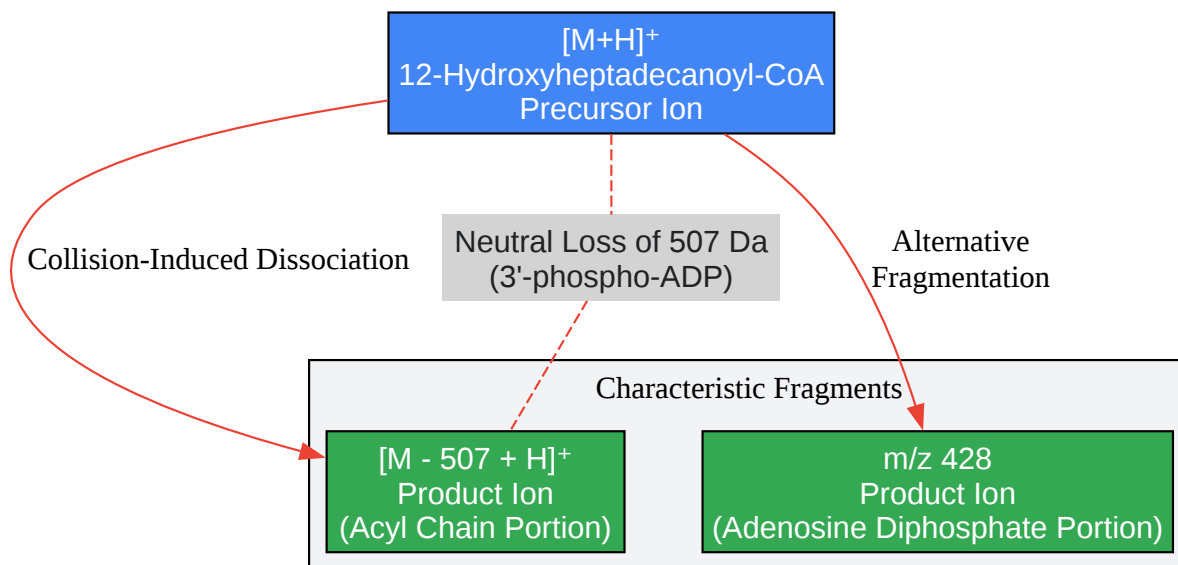 [M+H]⁺
12-Hydroxyheptadecanoyl-CoA
Precursor Ion
Collision-Induced Dissociation
Neutral Loss of 507 Da
(3'-phospho-ADP)
Alternative
Fragmentation
Characteristic Fragments
[M - 507 + H]⁺
Product Ion
(Acyl Chain Portion)
m/z 428
Product Ion
(Adenosine Diphosphate Portion)